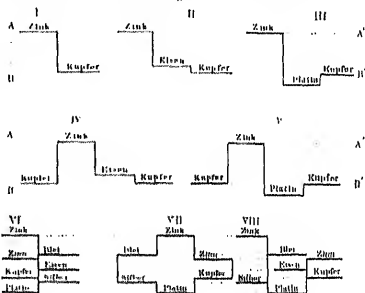 I II III
A Zink Zink Zink A'
Eisen
B Kupfer Kupfer Kupfer B'
Platin
IV V
A Zink Zink A'
Eisen
B Kupfer Kupfer Kupfer Kupfer B'
Platin
VI VII VIII
Zink Zink Zink
Blei Blei Blei
Zinn Zinn Zinn
Eisen Eisen
Kupfer Kupfer Kupfer
Silber Silber Silber
Platin Platin Platin